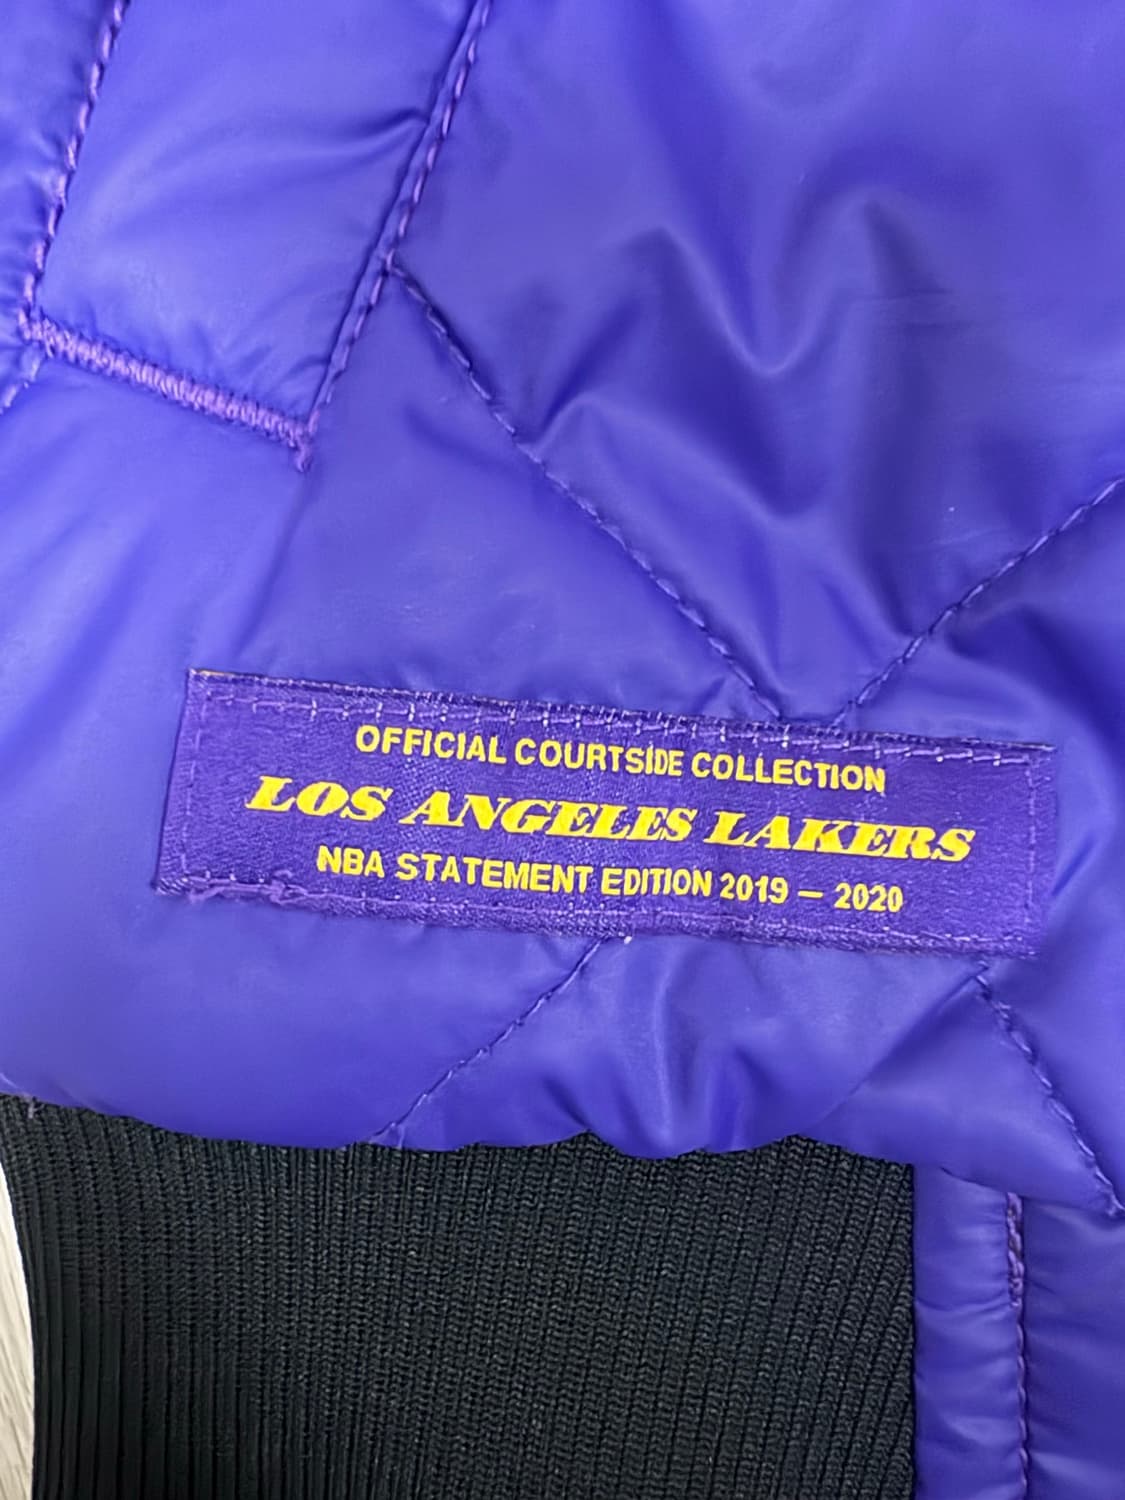 OFFICIAL COURTSIDE COLLECTION
LOS ANGELES LAKERS
NBA STATEMENT EDITION 2019 — 2020